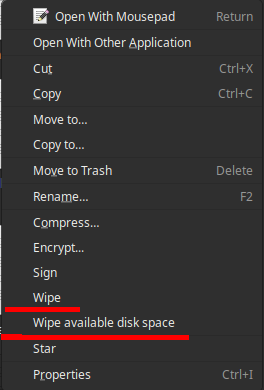 Open With Mousepad Return
Open With Other Application
Cut Ctrl+X
Copy Ctrl+C
Move to...
Copy to...
Move to Trash Delete
Rename... F2
Compress...
Encrypt...
Sign
Wipe
Wipe available disk space
Star
Properties Ctrl+I